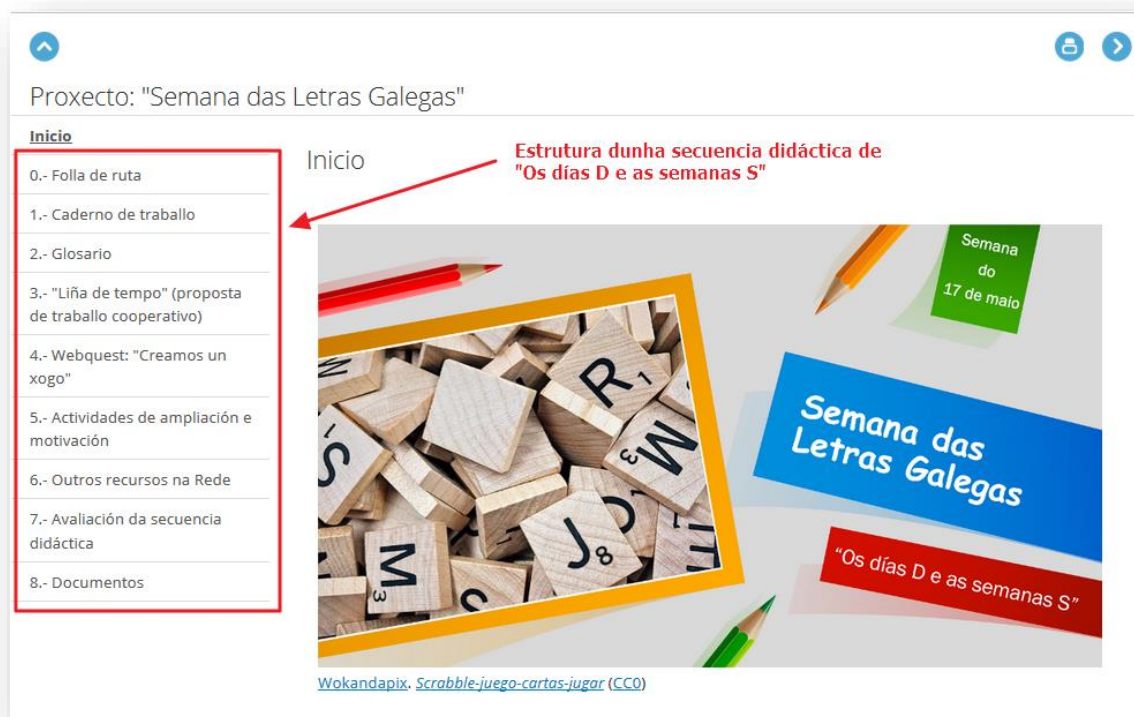 Proxecto: "Semana das Letras Galegas"
Inicio
0.- Folla de ruta
1.- Caderno de traballo
2.- Glosario
3.- "Liña de tempo" (proposta
de traballo cooperativo)
4.- Webquest: "Creamos un
xogo"
5.- Actividades de ampliación e
motivación
6.- Outros recursos na Rede
7.- Avaliación da secuencia
didáctica
8.- Documentos
Inicio
Estrutura dunha secuencia didáctica de
"Os días D e as semanas S"
Semana
do
17 de maio
Semana das
Letras Galegas
"Os días D e as semanas S"
R1
W
S
M3
J8
Wokandapix. Scrabble-juego-cartas-jugar (CC0)